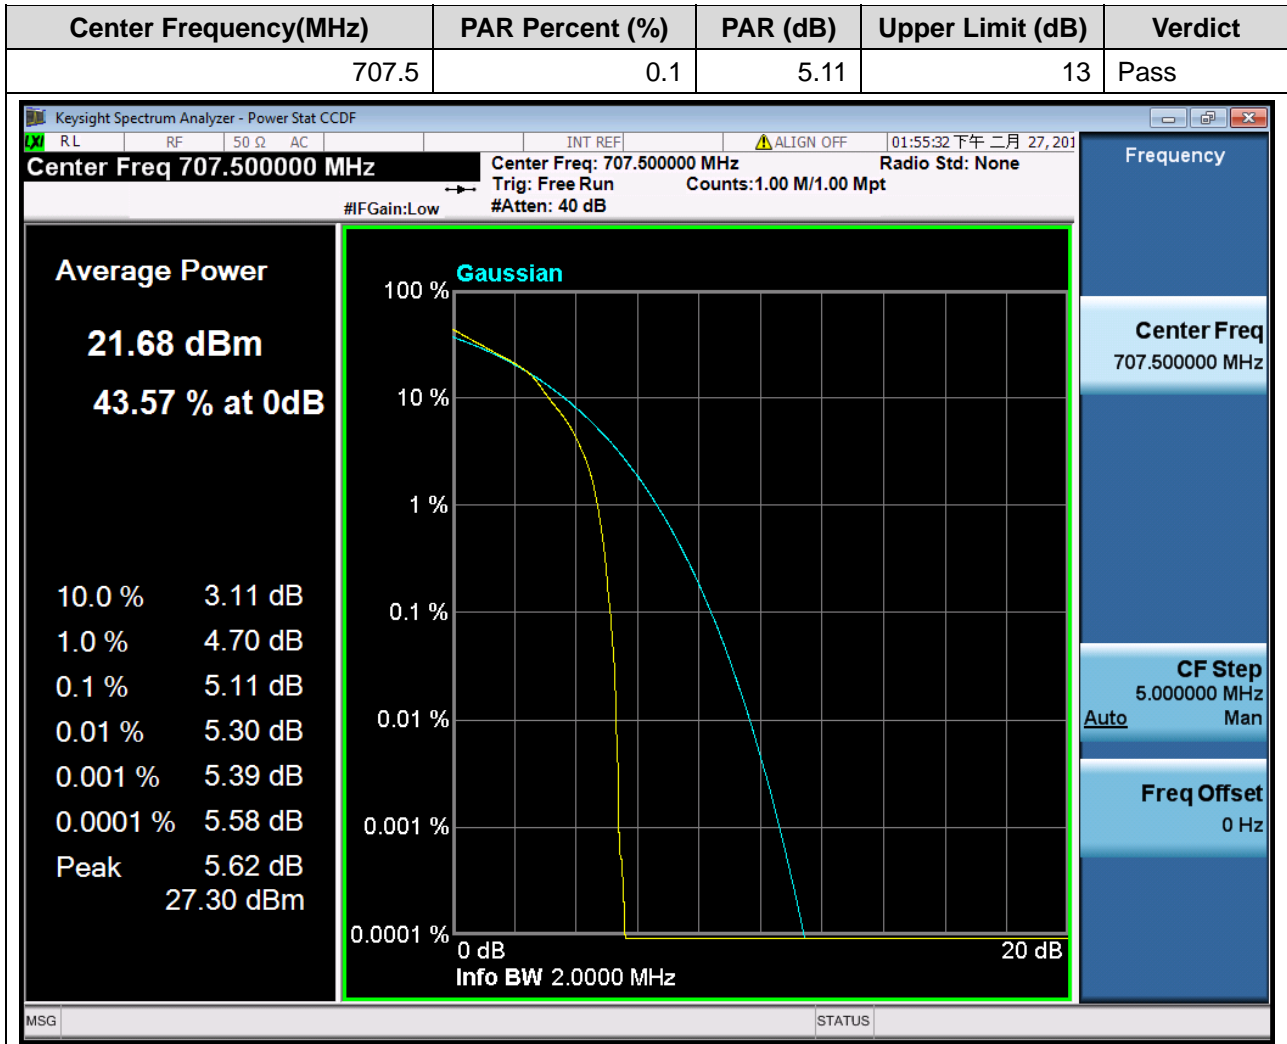 Center Frequency(MHz) PAR Percent (%) PAR (dB) Upper Limit (dB) Verdict
707.5 0.1 5.11 13 Pass
Keysight Spectrum Analyzer - Power Stat CCDF
LXI RL RF 50 Ω AC INT REF ALIGN OFF 01:55:32 下午 二月 27, 201
Center Freq 707.500000 MHz
Center Freq: 707.500000 MHz Radio Std: None
Trig: Free Run Counts:1.00 M/1.00 Mpt
#IFGain:Low #Atten: 40 dB
Average Power
21.68 dBm
43.57 % at 0dB
10.0 % 3.11 dB
1.0 % 4.70 dB
0.1 % 5.11 dB
0.01 % 5.30 dB
0.001 % 5.39 dB
0.0001 % 5.58 dB
Peak 5.62 dB
27.30 dBm
Gaussian
100 %
10 %
1 %
0.1 %
0.01 %
0.001 %
0.0001 %
0 dB 20 dB
Info BW 2.0000 MHz
Frequency
Center Freq
707.500000 MHz
CF Step
5.000000 MHz
Auto Man
Freq Offset
0 Hz
MSG STATUS